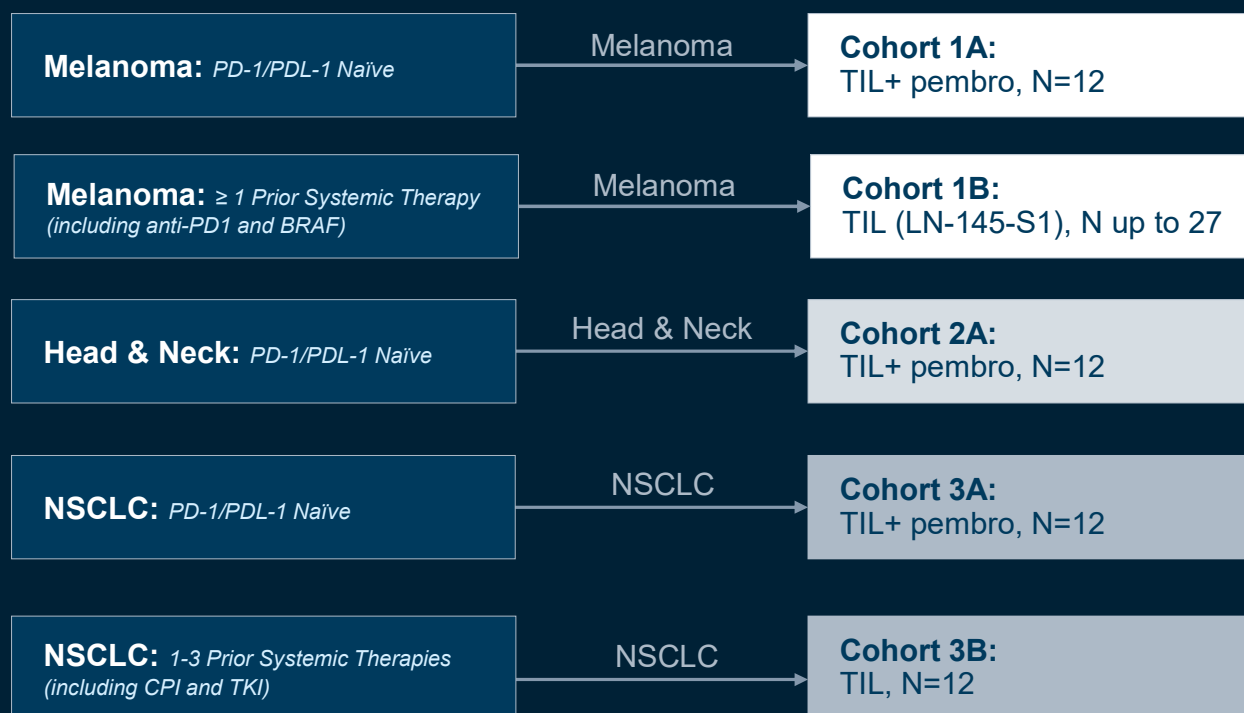 Melanoma: PD-1/PDL-1 Naïve
Melanoma
Cohort 1A:
TIL+ pembro, N=12
Melanoma: ≥ 1 Prior Systemic Therapy
(including anti-PD1 and BRAF)
Melanoma
Cohort 1B:
TIL (LN-145-S1), N up to 27
Head & Neck: PD-1/PDL-1 Naïve
Head & Neck
Cohort 2A:
TIL+ pembro, N=12
NSCLC: PD-1/PDL-1 Naïve
NSCLC
Cohort 3A:
TIL+ pembro, N=12
NSCLC: 1-3 Prior Systemic Therapies
(including CPI and TKI)
NSCLC
Cohort 3B:
TIL, N=12